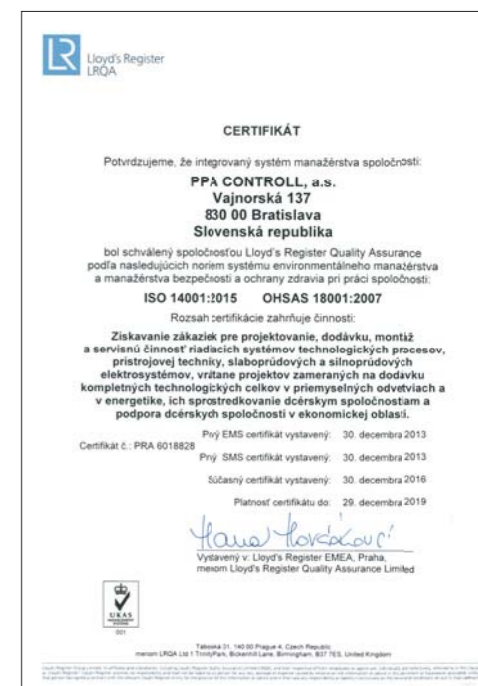 LR
Lloyd's Register
LRQA
CERTIFIKÁT
Potvrdzujeme, že integrovaný systém manažérstva spoločnosti:
PPA CONTROLL, a.s.
Vajnorská 137
830 00 Bratislava
Slovenská republika
bol schválený spoločnosťou Lloyd's Register Quality Assurance
podľa nasledujúcich noriem systému environmentálneho manažérstva
a manažérstva bezpečnosti a ochrany zdravia pri práci spoločnosti:
ISO 14001:2015 OHSAS 18001:2007
Rozsah certifikácie zahrňuje činnosti:
Získavanie zákaziek pre projektovanie, dodávku, montáž
a servisnú činnosť riadiacich systémov technologických procesov,
prístrojovej techniky, slaboprúdových a silnoprúdových
elektrosystémov, vrátane projektov zameraných na dodávku
kompletných technologických celkov v priemyselných odvetviach a
v energetike, ich sprostredkovanie dcérskym spoločnostiam a
podpora dcérskych spoločností v ekonomickej oblasti.
Prvý EMS certifikát vystavený: 30. decembra 2013
Certifikát č.: PRA 6018828
Prvý SMS certifikát vystavený: 30. decembra 2013
Súčasný certifikát vystavený: 30. decembra 2016
Platnosť certifikátu do: 29. decembra 2019
Vystavený v: Lloyd's Register EMEA, Praha,
menom Lloyd's Register Quality Assurance Limited
UKAS
MANAGEMENT
SYSTEMS
001
Táborská 31, 140 00 Prague 4, Czech Republic
menom LRQA Ltd 1 TrinityPark, Bickenhill Lane, Birmingham, B37 7ES, United Kingdom